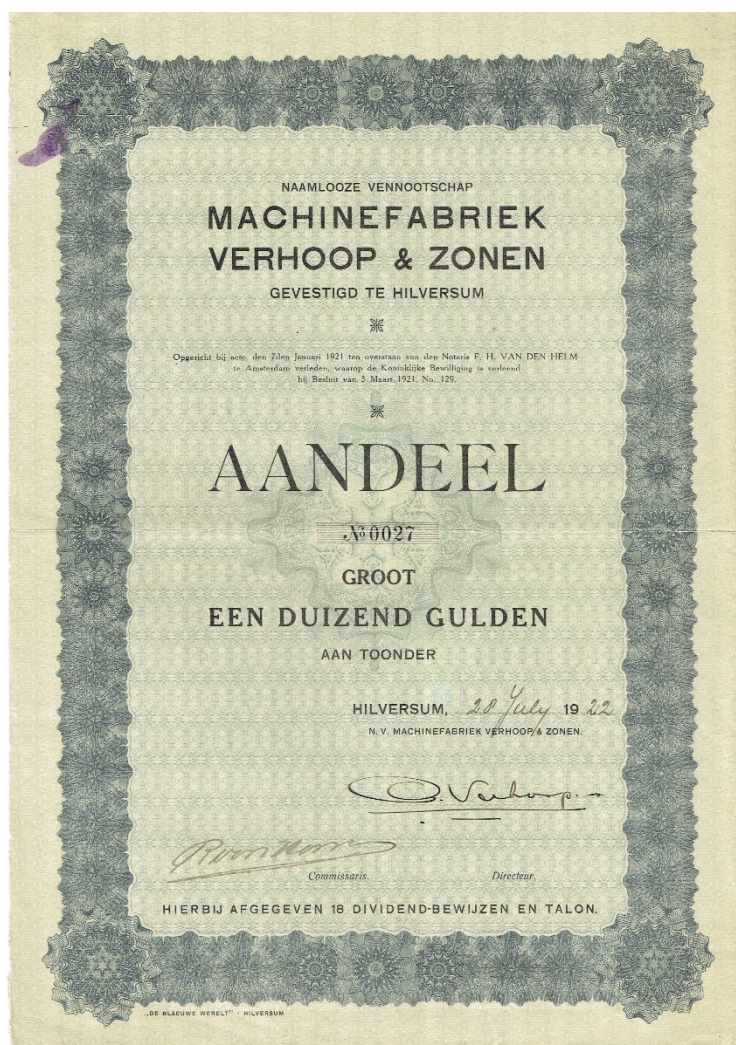 NAAMLOOZE VENNOOTSCHAP
MACHINEFABRIEK
VERHOOP & ZONEN
GEVESTIGD TE HILVERSUM
Opgericht bij acte, den 7den Januari 1921 ten overstaan van den Notaris F. H. VAN DEN HELM
te Amsterdam verleden, waarop de Koninklijke Bewilliging is verleend
bij Besluit van 5 Maart 1921, No. 129.
AANDEEL
№ 0027
GROOT
EEN DUIZEND GULDEN
AAN TOONDER
HILVERSUM, 28 July 1922
N. V. MACHINEFABRIEK VERHOOP & ZONEN.
Verhoop.
Commissaris. Directeur.
HIERBIJ AFGEGEVEN 18 DIVIDEND-BEWIJZEN EN TALON.
„DE BLAEUWE WERELT" - HILVERSUM